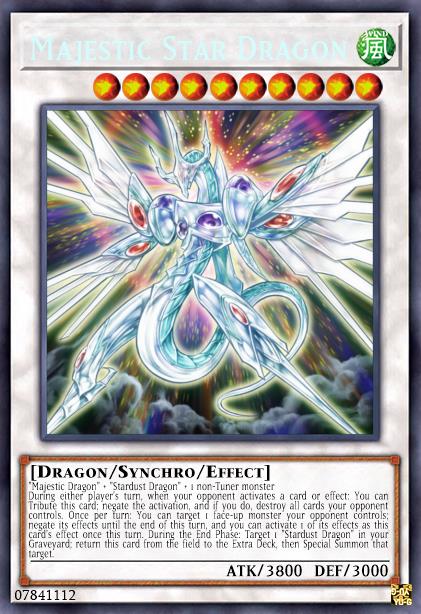 Majestic Star Dragon
WIND
風
[Dragon/Synchro/Effect]
"Majestic Dragon" + "Stardust Dragon" + 1 non-Tuner monster
During either player's turn, when your opponent activates a card or effect: You can
Tribute this card; negate the activation, and if you do, destroy all cards your opponent
controls. Once per turn: You can target 1 face-up monster your opponent controls;
negate its effects until the end of this turn, and you can activate 1 of its effects as this
card's effect once this turn. During the End Phase: Target 1 "Stardust Dragon" in your
Graveyard; return this card from the field to the Extra Deck, then Special Summon that
target.
ATK/3800 DEF/3000
07841112